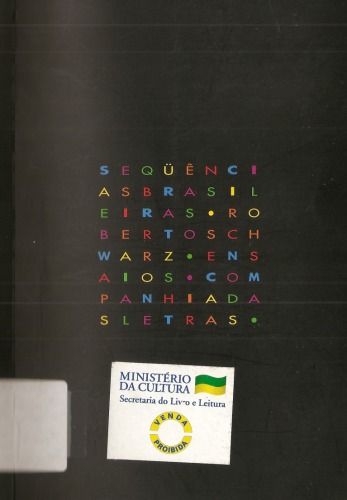 SEQÜÊNCI
ASBRASIL
EIRAS•RO
BERTOSCH
WARZ•ENS
AIOS•COM
PANHIADA
SLETRAS•
MINISTÉRIO
DA CULTURA
Secretaria do Livro e Leitura
VENDA
PROIBIDA